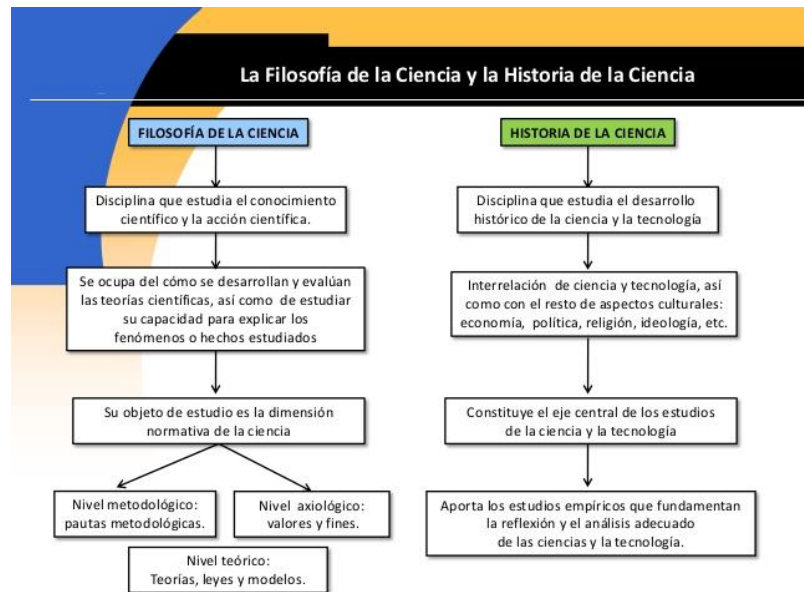 La Filosofía de la Ciencia y la Historia de la Ciencia
FILOSOFÍA DE LA CIENCIA
Disciplina que estudia el conocimiento
científico y la acción científica.
Se ocupa del cómo se desarrollan y evalúan
las teorías científicas, así como de estudiar
su capacidad para explicar los
fenómenos o hechos estudiados
Su objeto de estudio es la dimensión
normativa de la ciencia
Nivel metodológico:
pautas metodológicas.
Nivel axiológico:
valores y fines.
Nivel teórico:
Teorías, leyes y modelos.
HISTORIA DE LA CIENCIA
Disciplina que estudia el desarrollo
histórico de la ciencia y la tecnología
Interrelación de ciencia y tecnología, así
como con el resto de aspectos culturales:
economía, política, religión, ideología, etc.
Constituye el eje central de los estudios
de la ciencia y la tecnología
Aporta los estudios empíricos que fundamentan
la reflexión y el análisis adecuado
de las ciencias y la tecnología.